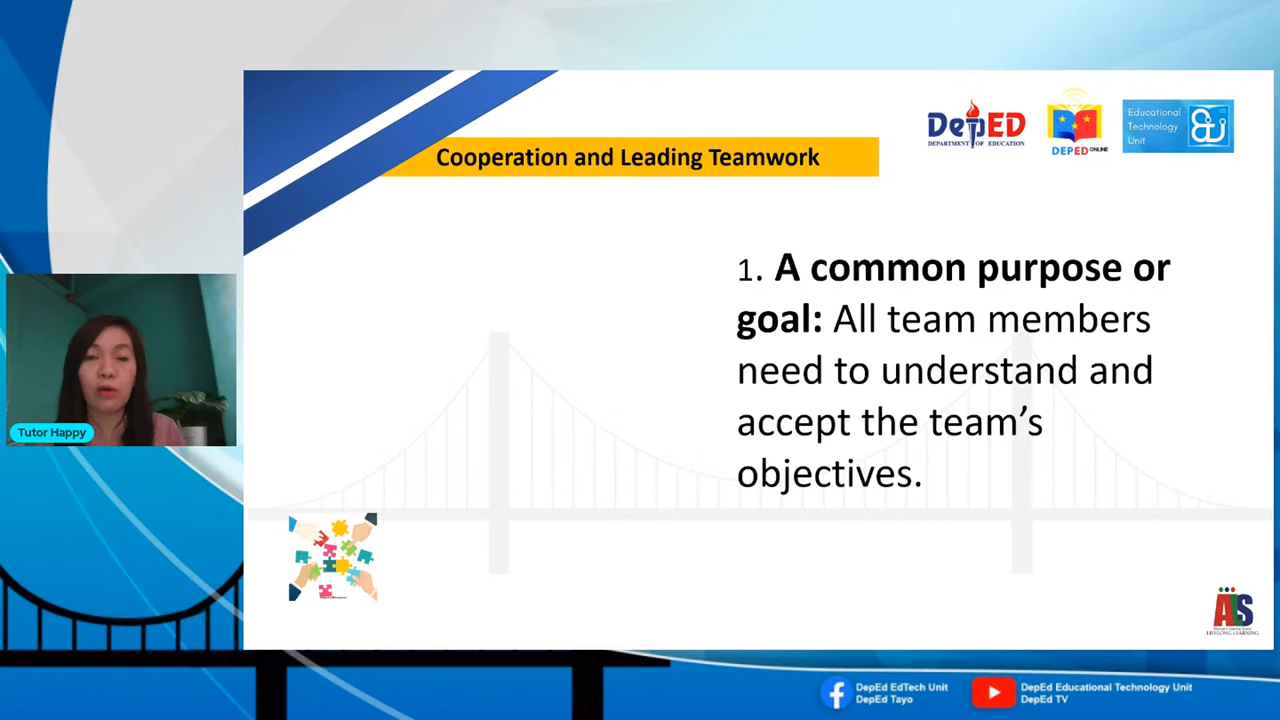 Cooperation and Leading Teamwork
DepED
DEPARTMENT OF EDUCATION
DEPED ONLINE
Educational
Technology
Unit
1. A common purpose or
goal: All team members
need to understand and
accept the team’s
objectives.
Tutor Happy
ALS
LIFELONG LEARNING
DepEd EdTech Unit
DepEd Tayo
DepEd Educational Technology Unit
DepEd TV